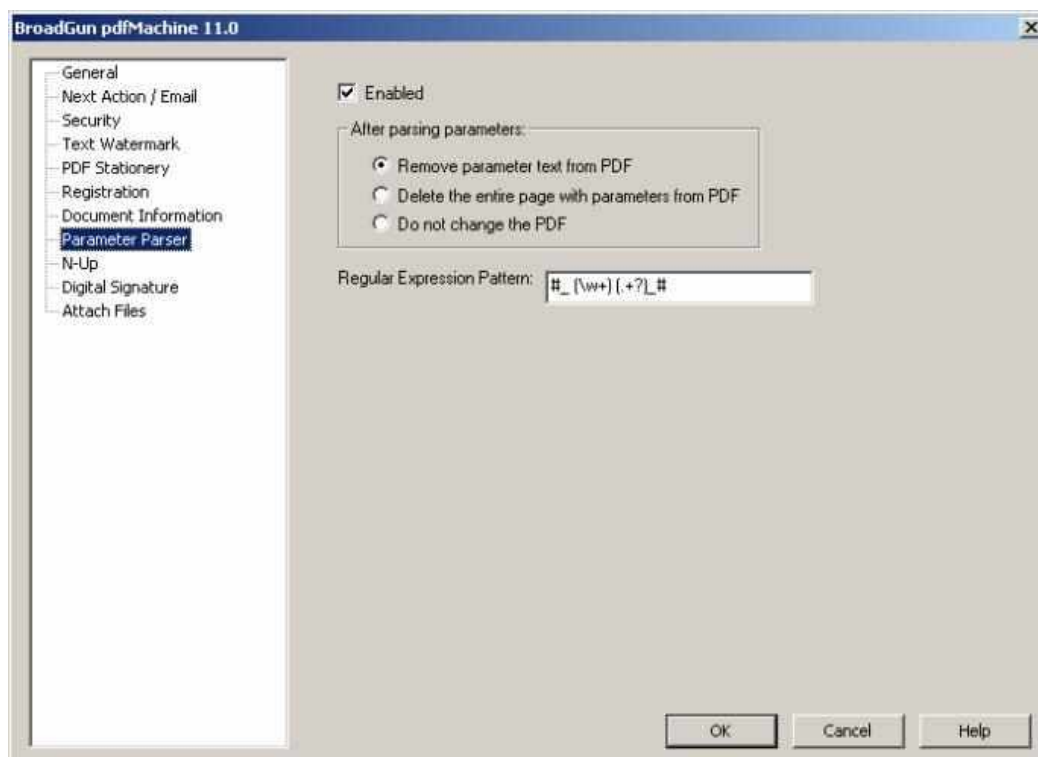 BroadGun pdfMachine 11.0
General
Next Action / Email
Security
Text Watermark
PDF Stationery
Registration
Document Information
Parameter Parser
N-Up
Digital Signature
Attach Files
Enabled
After parsing parameters:
Remove parameter text from PDF
Delete the entire page with parameters from PDF
Do not change the PDF
Regular Expression Pattern: #_ (\w+) (.+?)_#
OK Cancel Help